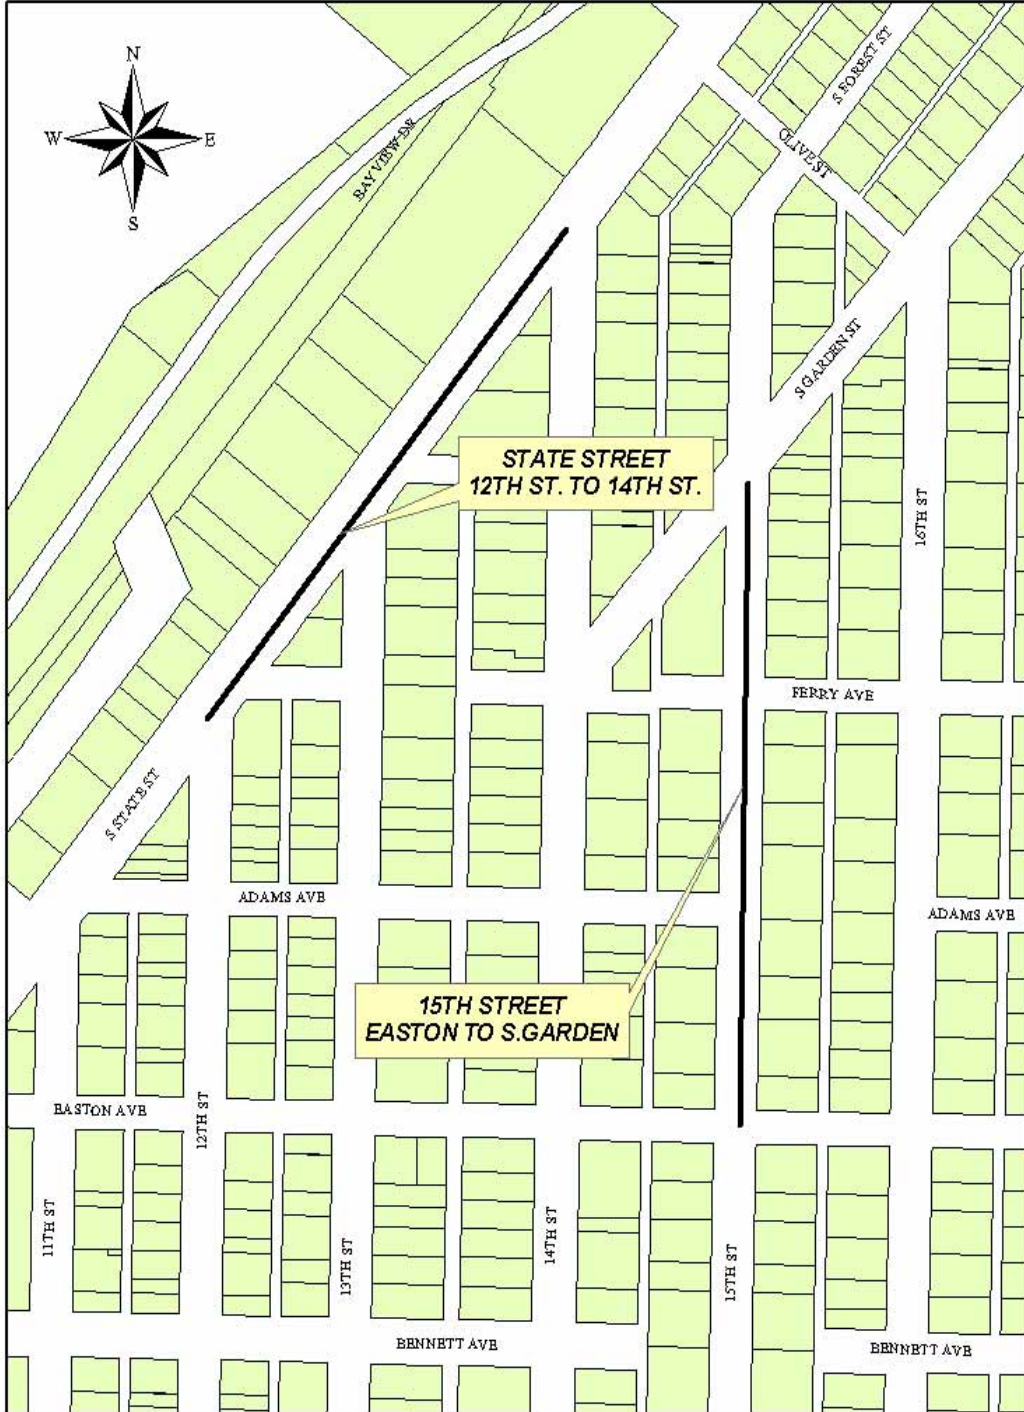 N
W E
S
BAYVIEW DR
S FOREST ST
OLIVE ST
S GARDEN ST
STATE STREET
12TH ST. TO 14TH ST.
16TH ST
FERRY AVE
S STATE ST
ADAMS AVE
ADAMS AVE
15TH STREET
EASTON TO S.GARDEN
EASTON AVE
12TH ST
11TH ST
13TH ST
14TH ST
15TH ST
BENNETT AVE
BENNETT AVE